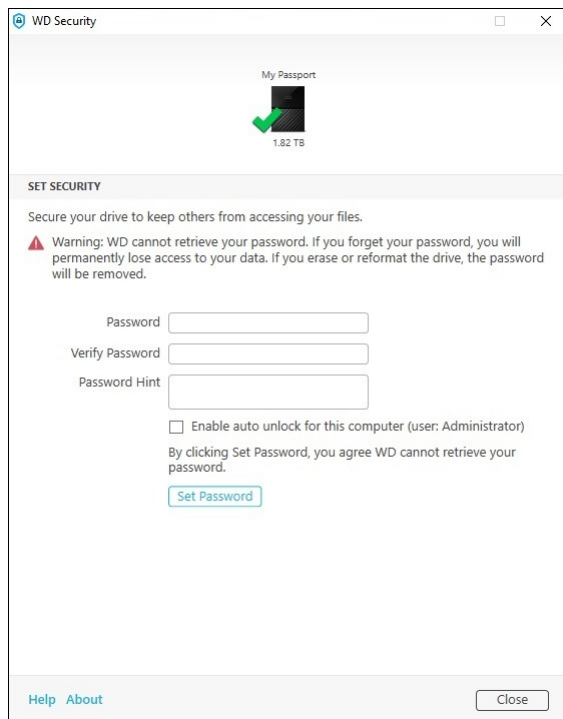 WD Security
My Passport
1.82 TB
SET SECURITY
Secure your drive to keep others from accessing your files.
Warning: WD cannot retrieve your password. If you forget your password, you will
permanently lose access to your data. If you erase or reformat the drive, the password
will be removed.
Password
Verify Password
Password Hint
Enable auto unlock for this computer (user: Administrator)
By clicking Set Password, you agree WD cannot retrieve your
password.
Set Password
Help About
Close